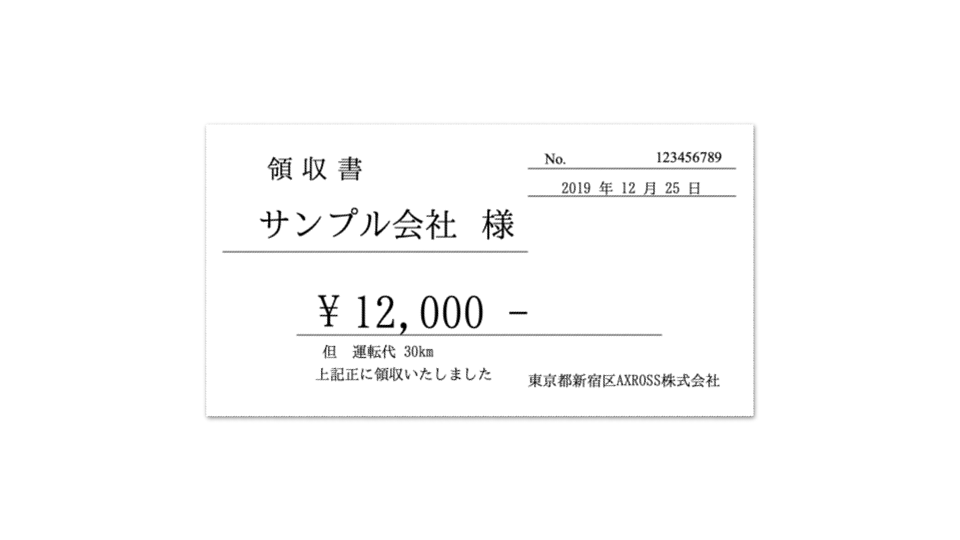 領収書
No. 123456789
2019 年 12 月 25 日
サンプル会社 様
¥12,000 -
但 運転代 30km
上記正に領収いたしました
東京都新宿区AXROSS株式会社